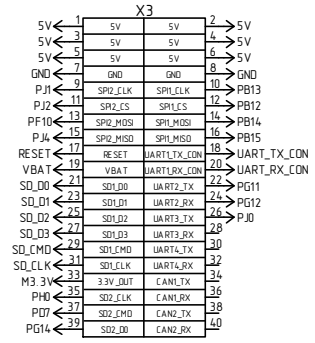 X3
5V 1 5V 5V 2 5V
5V 3 5V 5V 4 5V
5V 5 5V 5V 6 5V
GND 7 GND GND 8 GND
PJ1 9 SPI2_CLK SPI1_CLK 10 PB13
PJ2 11 SPI2_CS SPI1_CS 12 PB12
PF10 13 SPI2_MOSI SPI1_MOSI 14 PB14
PJ4 15 SPI2_MISO SPI1_MISO 16 PB15
RESET 17 RESET UART1_TX_CON 18 UART_TX_CON
VBAT 19 VBAT UART1_RX_CON 20 UART_RX_CON
SD_D0 21 SD1_D0 UART2_TX 22 PG11
SD_D1 23 SD1_D1 UART2_RX 24 PG12
SD_D2 25 SD1_D2 UART3_TX 26 PJ0
SD_D3 27 SD1_D3 UART3_RX 28
SD_CMD 29 SD1_CMD UART4_TX 30
SD_CLK 31 SD1_CLK UART4_RX 32
M3.3V 33 3.3V_OUT CAN1_TX 34
PH0 35 SD2_CLK CAN1_RX 36
PD7 37 SD2_CMD CAN2_TX 38
PG14 39 SD2_D0 CAN2_RX 40